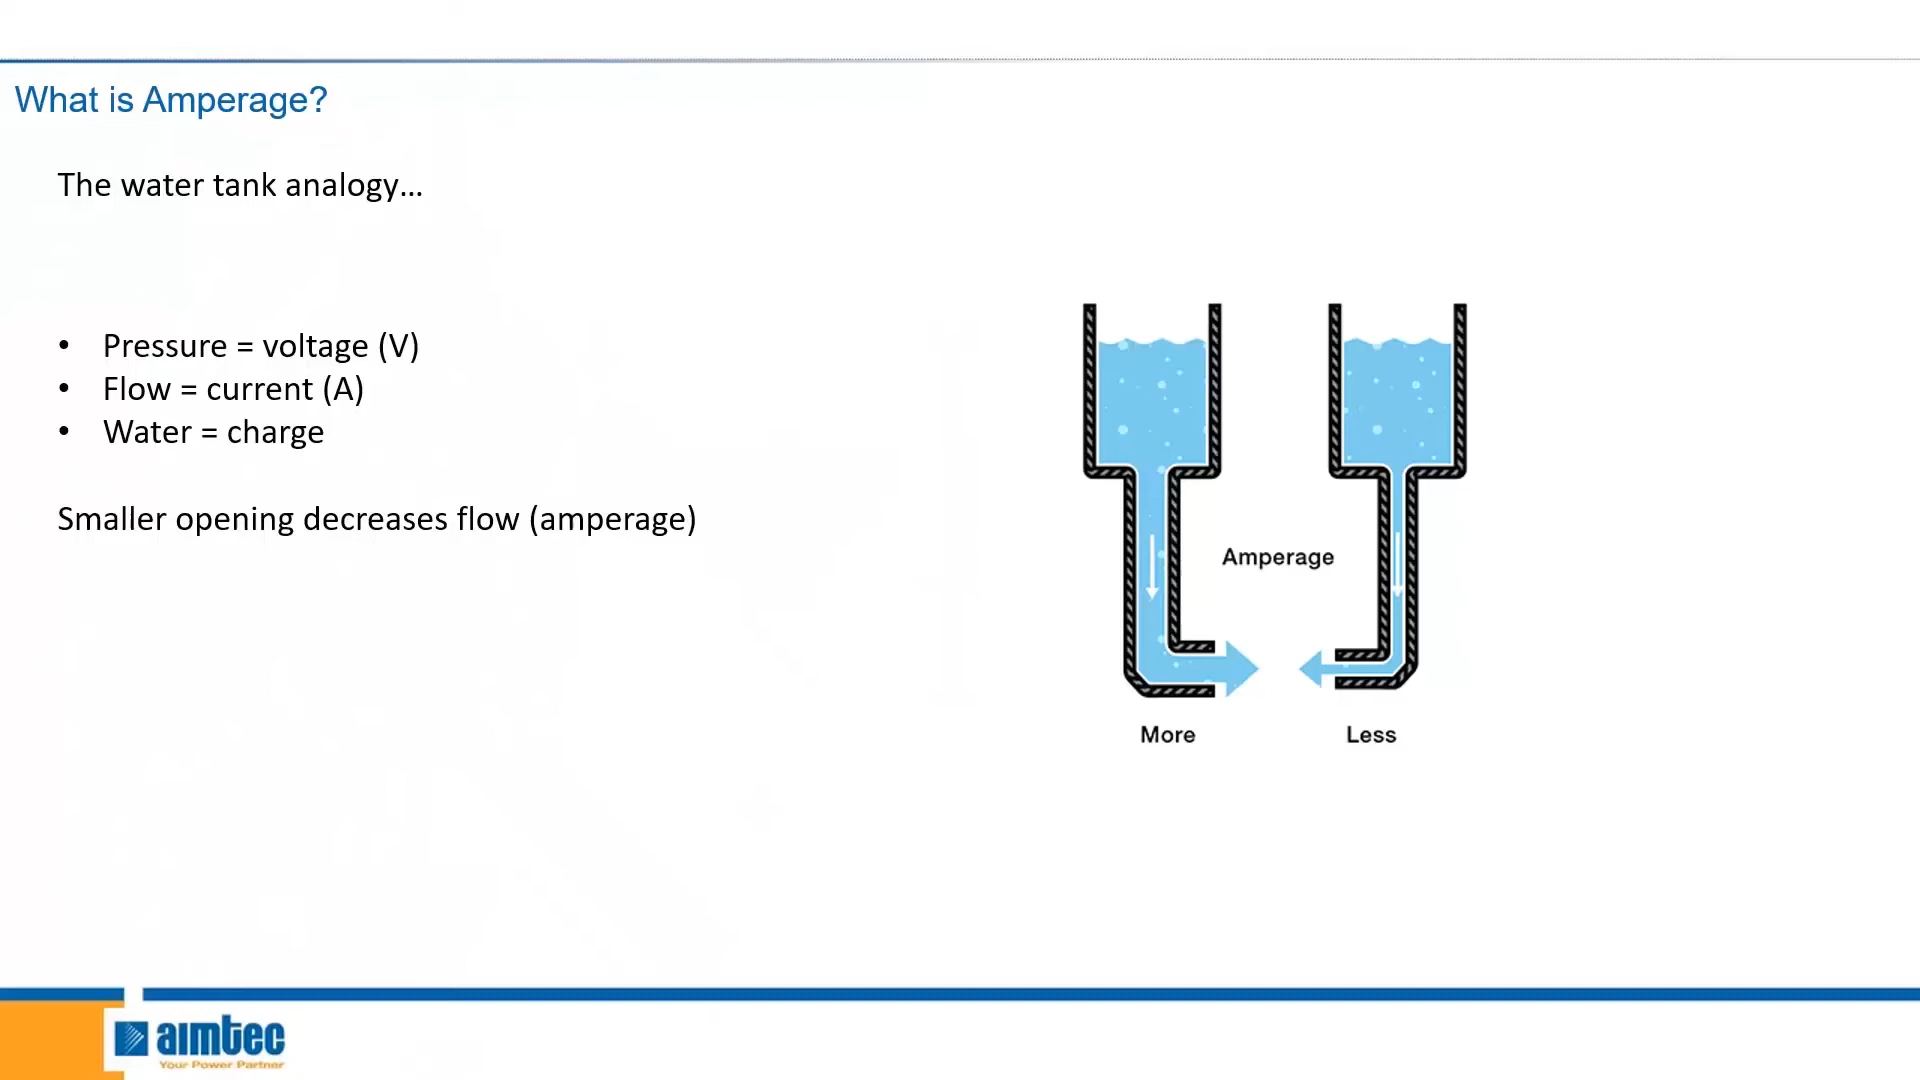 What is Amperage?
The water tank analogy...
• Pressure = voltage (V)
• Flow = current (A)
• Water = charge
Smaller opening decreases flow (amperage)
Amperage
More
Less
aimtec
Your Power Partner